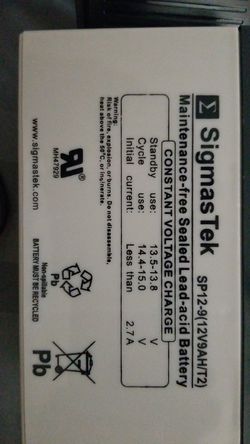 Σ SigmasTek SP12-9(12V9AH/T2)
Maintenance-free Sealed Lead-acid Battery
CONSTANT VOLTAGE CHARGE
Standby use: 13.5-13.8 V
Cycle use: 14.4-15.0 V
Initial current: Less than 2.7A
Warning:
Risk of fire, explosion, or burns. Do not disassemble,
heat above the 50°C, or incinerate.
MH47929
www.sigmastek.com
Non-spillable
BATTERY MUST BE RECYCLED
Pb
Pb